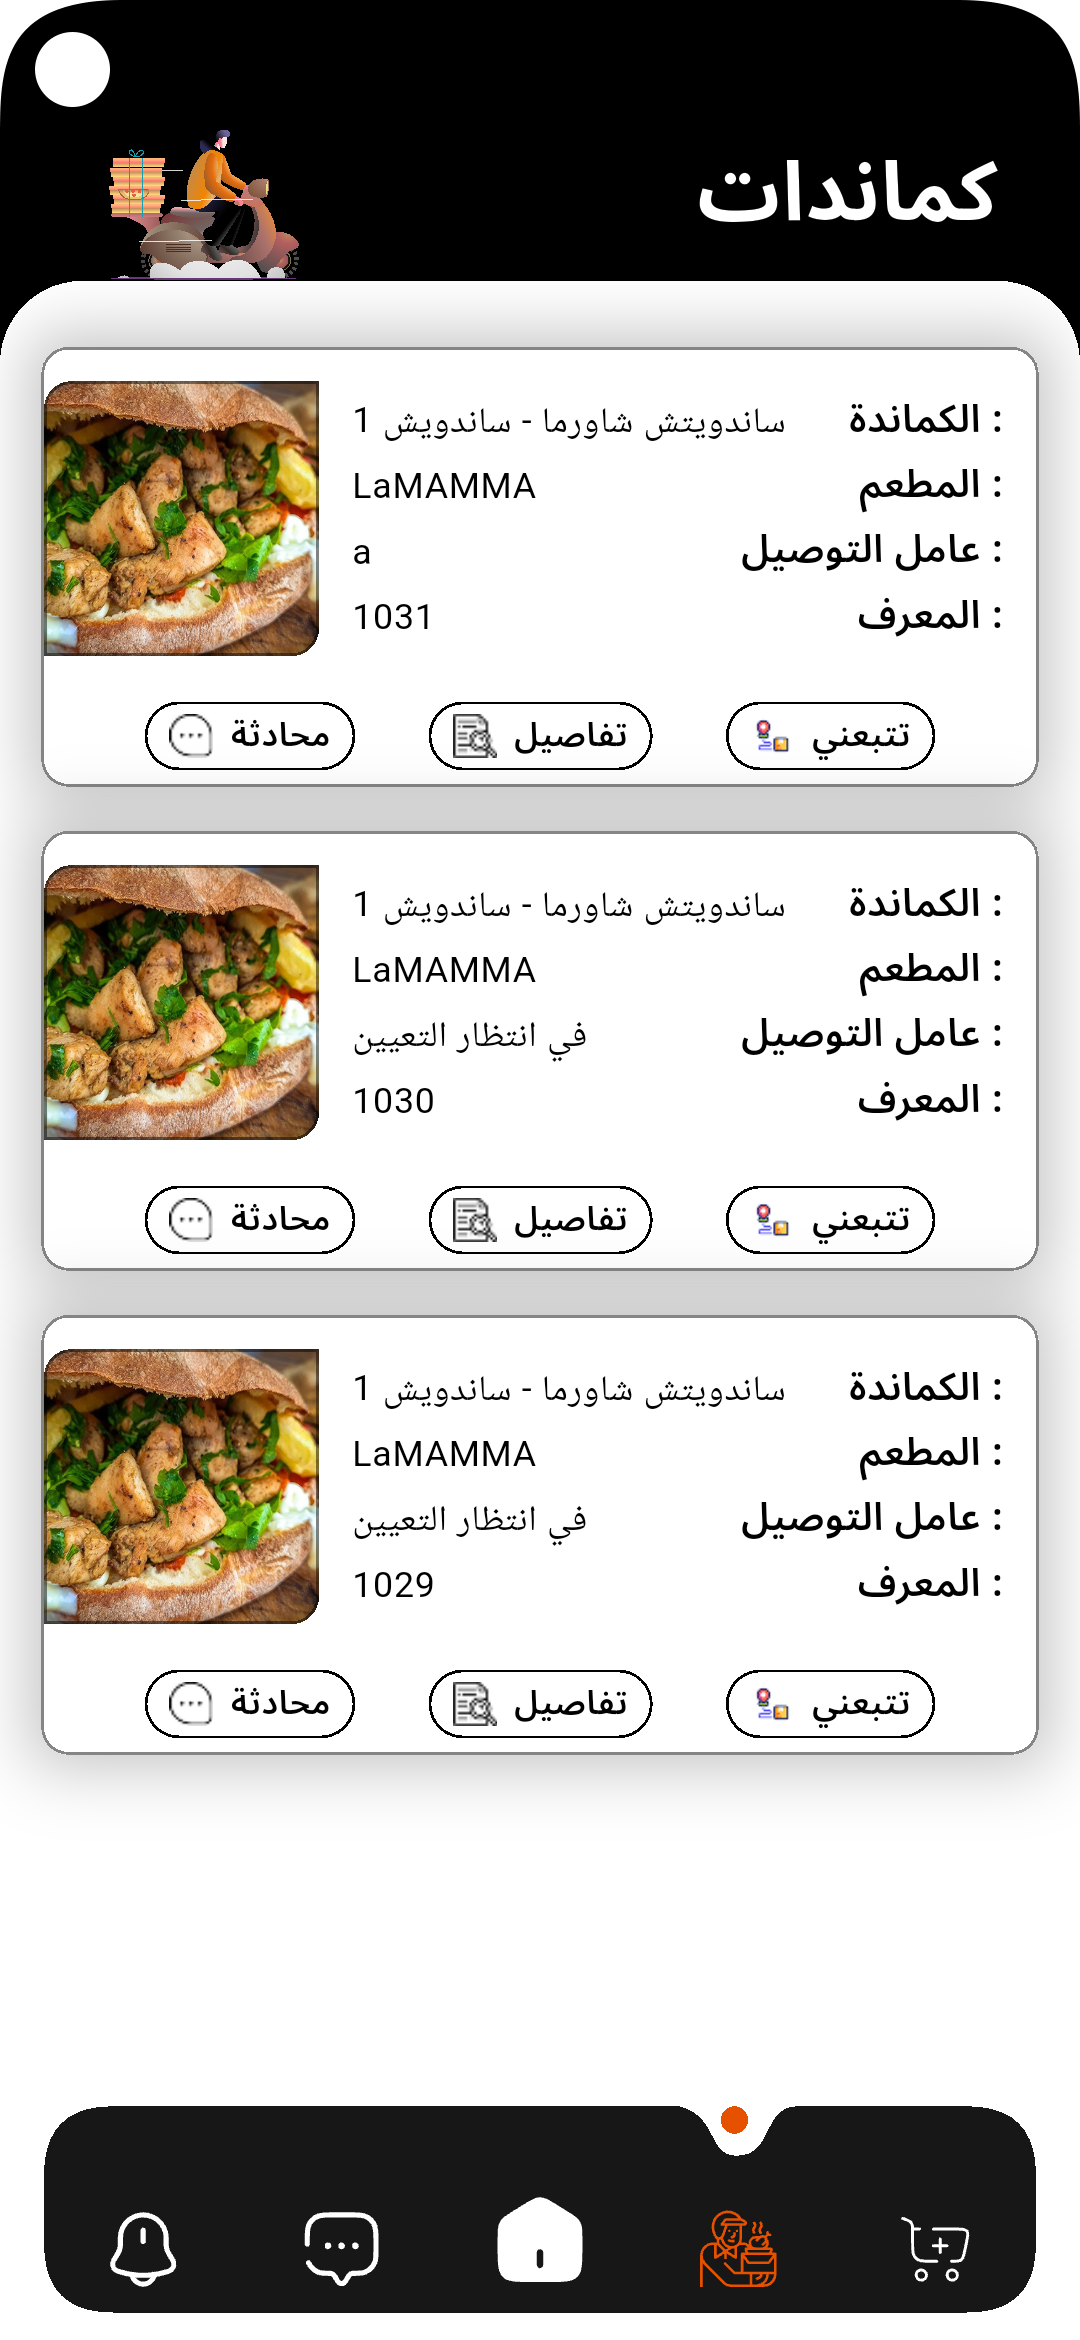 كماندات
الكماندة : ساندويتش شاورما - ساندويش 1
المطعم : LaMAMMA
عامل التوصيل : a
المعرف : 1031
تتبعني تفاصيل محادثة
الكماندة : ساندويتش شاورما - ساندويش 1
المطعم : LaMAMMA
عامل التوصيل : في انتظار التعيين
المعرف : 1030
تتبعني تفاصيل محادثة
الكماندة : ساندويتش شاورما - ساندويش 1
المطعم : LaMAMMA
عامل التوصيل : في انتظار التعيين
المعرف : 1029
تتبعني تفاصيل محادثة